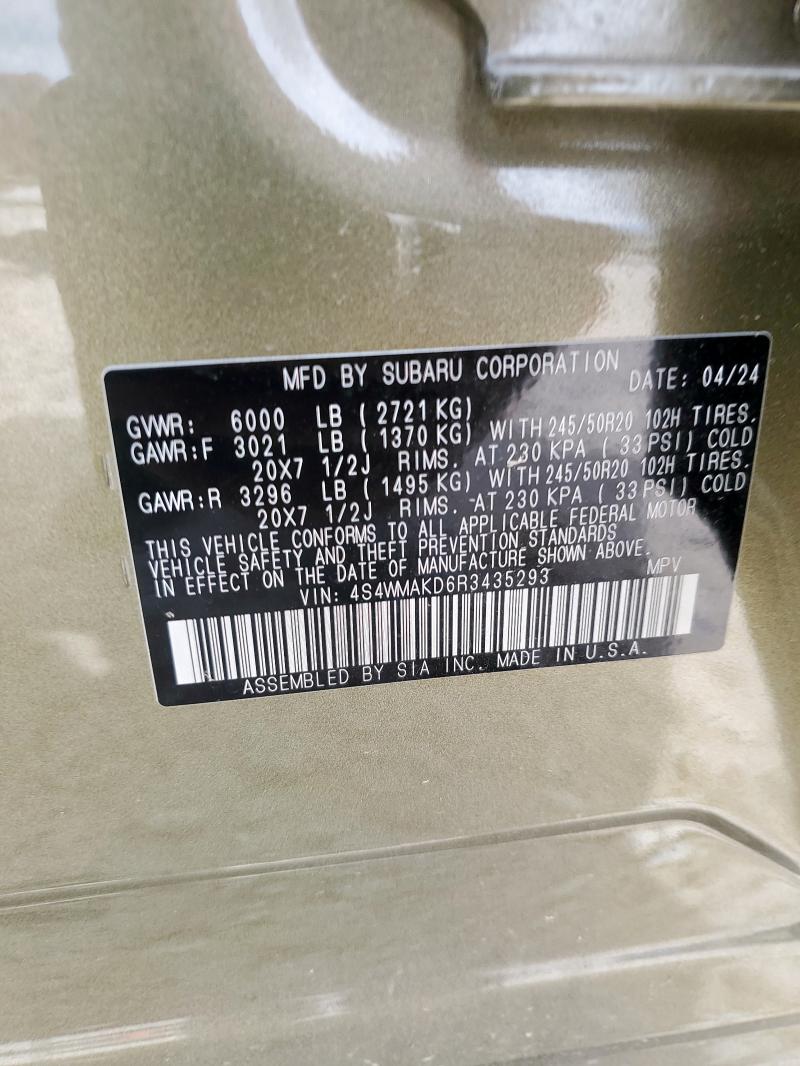 MFD BY SUBARU CORPORATION DATE: 04/24
GVWR: 6000 LB ( 2721 KG)
GAWR:F 3021 LB ( 1370 KG) WITH 245/50R20 102H TIRES.
20X7 1/2J RIMS. AT 230 KPA ( 33 PSI) COLD
GAWR:R 3296 LB ( 1495 KG) WITH 245/50R20 102H TIRES.
20X7 1/2J RIMS. AT 230 KPA ( 33 PSI) COLD
THIS VEHICLE CONFORMS TO ALL APPLICABLE FEDERAL MOTOR
VEHICLE SAFETY AND THEFT PREVENTION STANDARDS
IN EFFECT ON THE DATE OF MANUFACTURE SHOWN ABOVE.
VIN: 4S4WMAKD6R3435293 MPV
ASSEMBLED BY SIA INC. MADE IN U.S.A.